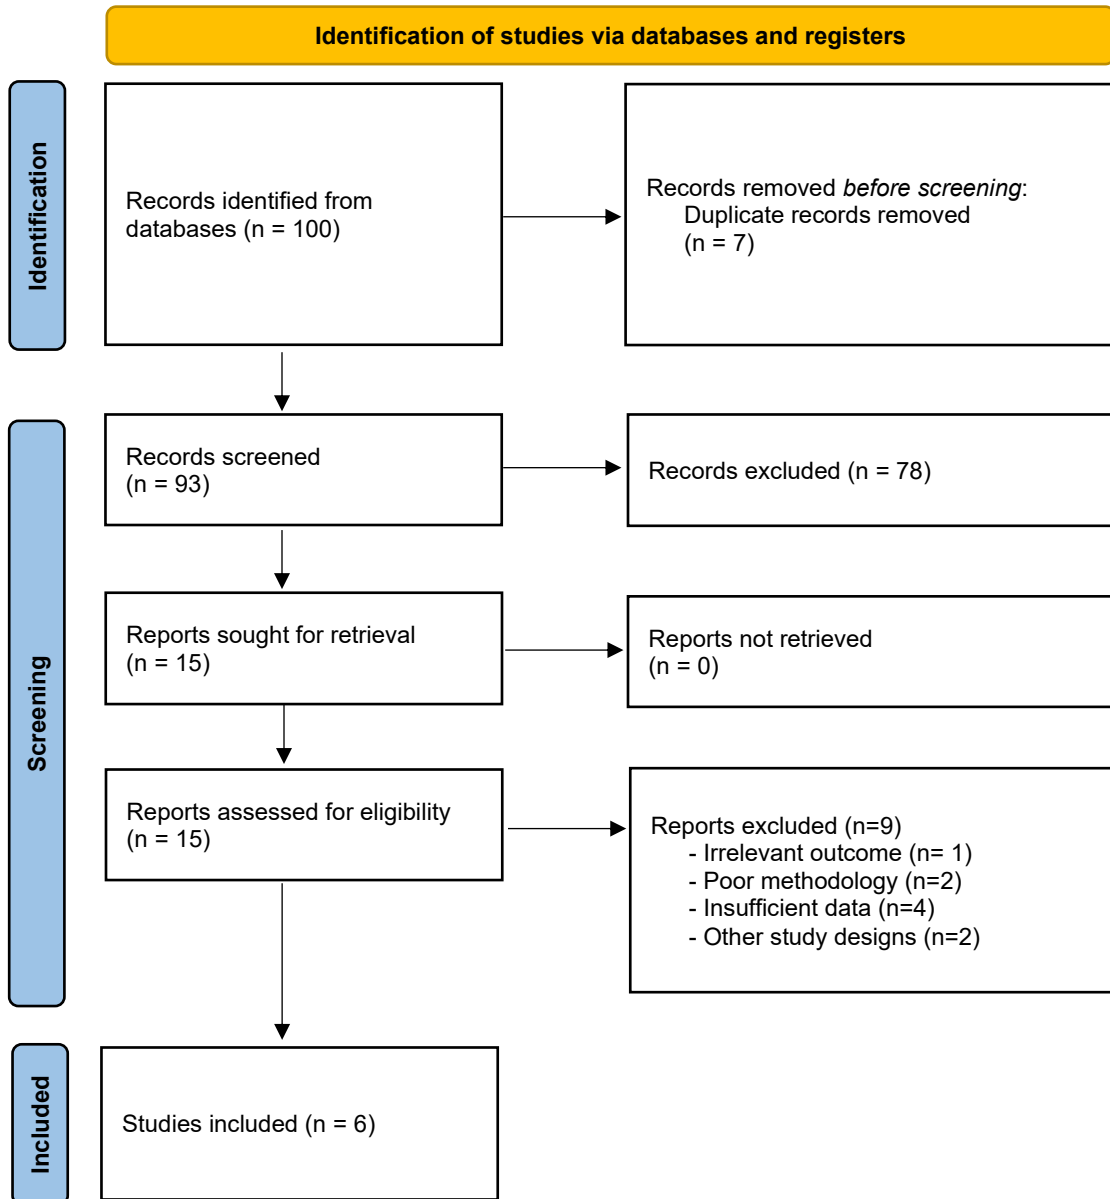 Identification of studies via databases and registers
Identification
Records identified from
databases (n = 100)
Records removed before screening:
Duplicate records removed
(n = 7)
Screening
Records screened
(n = 93)
Records excluded (n = 78)
Reports sought for retrieval
(n = 15)
Reports not retrieved
(n = 0)
Reports assessed for eligibility
(n = 15)
Reports excluded (n=9)
- Irrelevant outcome (n= 1)
- Poor methodology (n=2)
- Insufficient data (n=4)
- Other study designs (n=2)
Included
Studies included (n = 6)